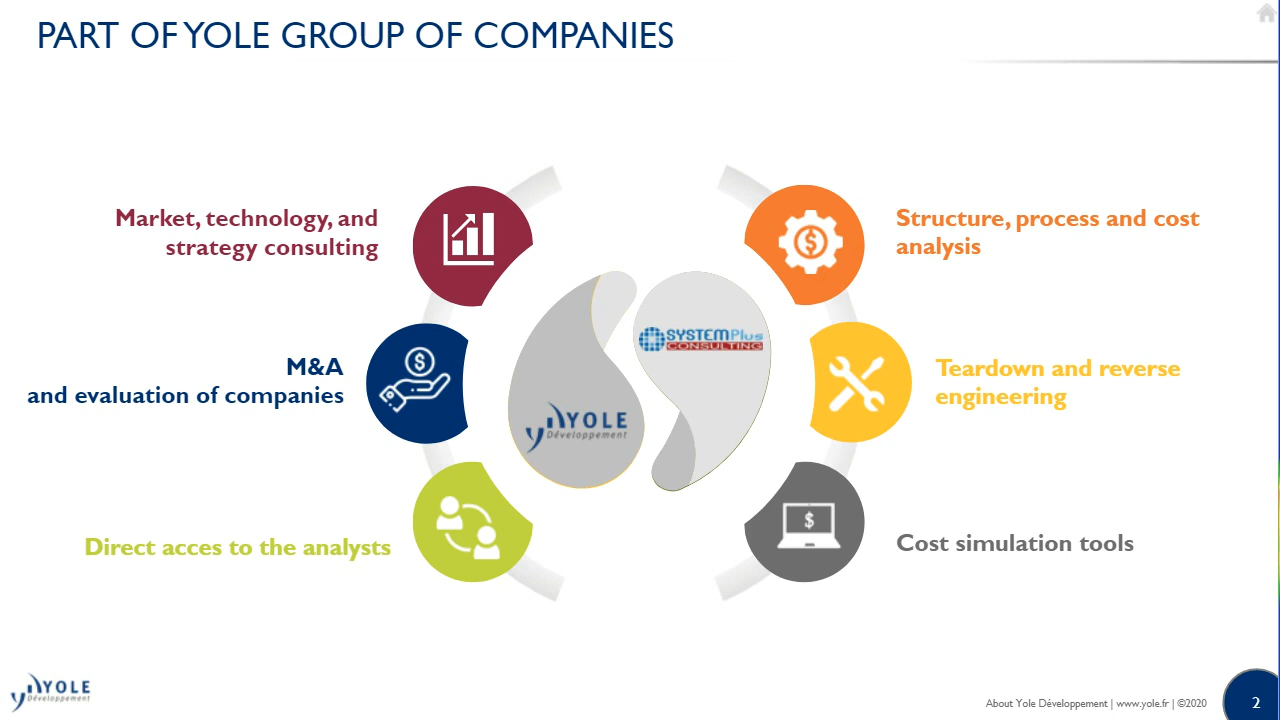 PART OF YOLE GROUP OF COMPANIES
Market, technology, and
strategy consulting
M&A
and evaluation of companies
Direct acces to the analysts
YOLE
Développement
SYSTEMPlus
CONSULTING
$
$
$
Structure, process and cost
analysis
Teardown and reverse
engineering
Cost simulation tools
YOLE
Développement
About Yole Développement | www.yole.fr | ©2020
2